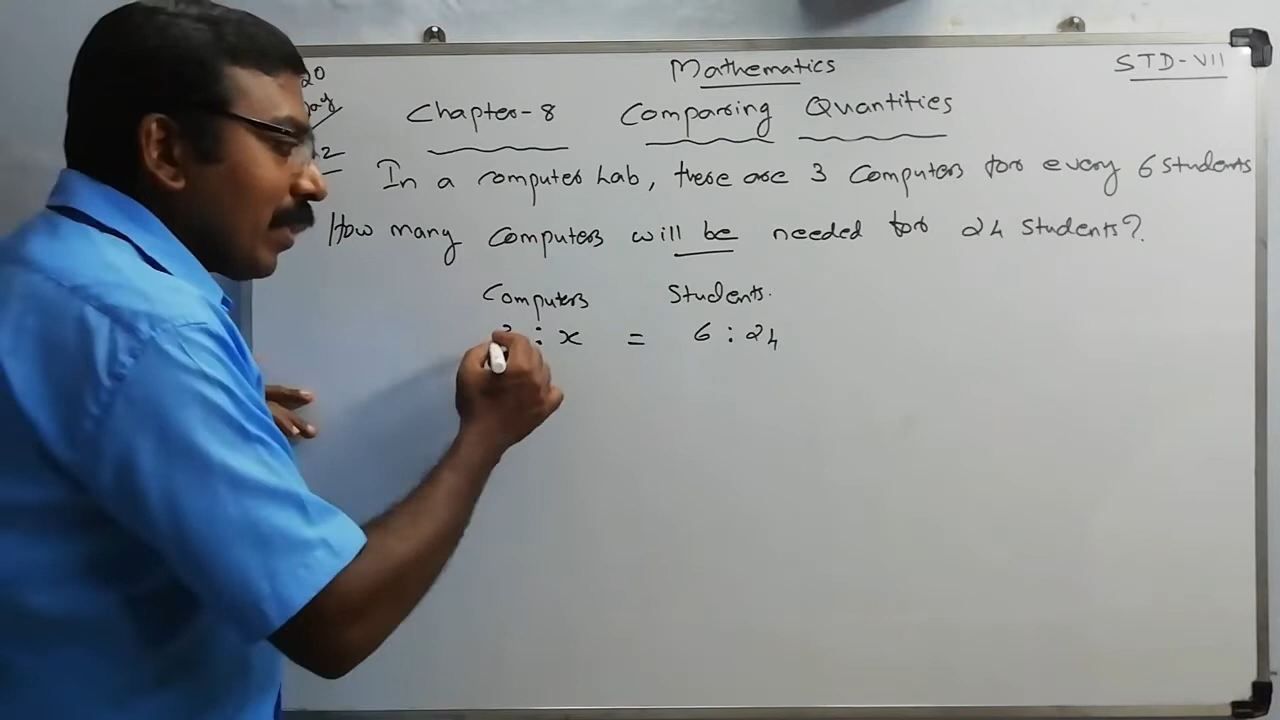 20
Mathematics
STD-VII
Chapter-8 Comparing Quantities
In a computer Lab, there are 3 Computers for every 6 Students
How many Computers will be needed for 24 Students?
Computers Students.
: x = 6 : 24